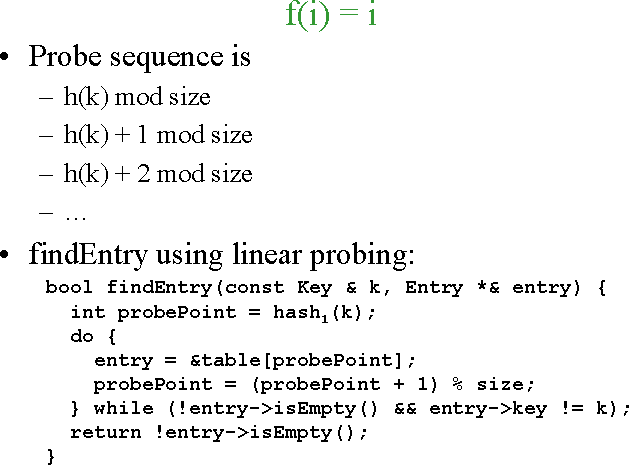 f(i) = i
• Probe sequence is
– h(k) mod size
– h(k) + 1 mod size
– h(k) + 2 mod size
– …
• findEntry using linear probing:
bool findEntry(const Key & k, Entry *& entry) {
  int probePoint = hash₁(k);
  do {
    entry = &table[probePoint];
    probePoint = (probePoint + 1) % size;
  } while (!entry->isEmpty() && entry->key != k);
  return !entry->isEmpty();
}